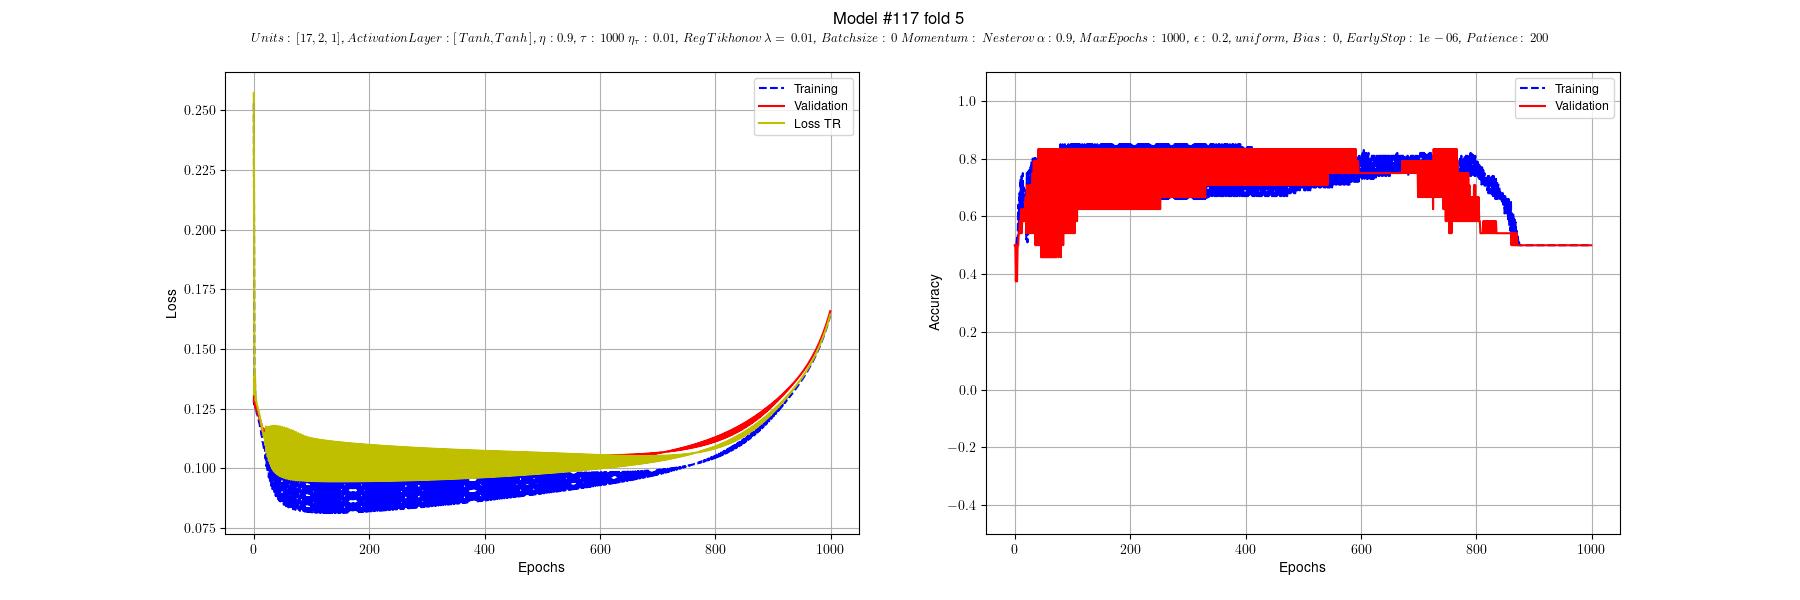 Model #117 fold 5
Units : [17, 2, 1], ActivationLayer : [Tanh, Tanh], η : 0.9, τ : 1000 ητ : 0.01, RegTikhonov λ = 0.01, Batchsize : 0 Momentum : Nesterov α : 0.9, MaxEpochs : 1000, ϵ : 0.2, uniform, Bias : 0, EarlyStop : 1e − 06, Patience : 200
Training
Validation
Loss TR
0.250
0.225
0.200
0.175
0.150
0.125
0.100
0.075
Loss
0 200 400 600 800 1000
Epochs
Training
Validation
1.0
0.8
0.6
0.4
0.2
0.0
−0.2
−0.4
Accuracy
0 200 400 600 800 1000
Epochs